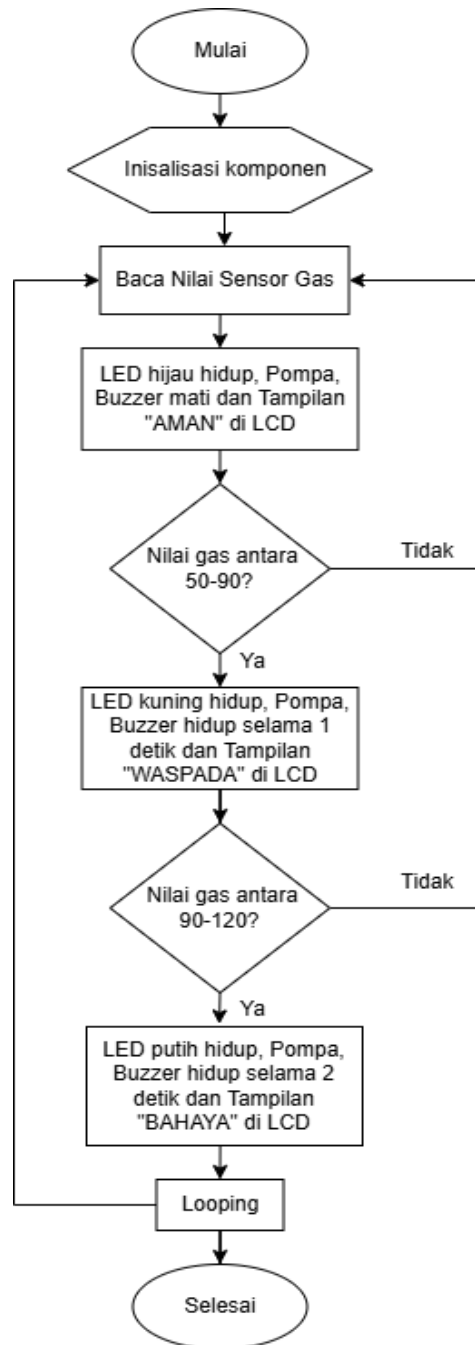 Mulai
Inisalisasi komponen
Baca Nilai Sensor Gas
LED hijau hidup, Pompa,
Buzzer mati dan Tampilan
"AMAN" di LCD
Nilai gas antara
50-90?
Tidak
Ya
LED kuning hidup, Pompa,
Buzzer hidup selama 1
detik dan Tampilan
"WASPADA" di LCD
Nilai gas antara
90-120?
Tidak
Ya
LED putih hidup, Pompa,
Buzzer hidup selama 2
detik dan Tampilan
"BAHAYA" di LCD
Looping
Selesai